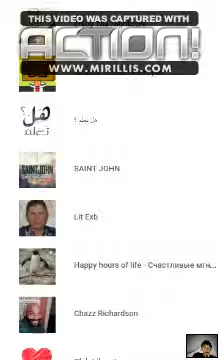 THIS VIDEO WAS CAPTURED WITH
ACTION!
WWW.MIRILLIS.COM
هل
تعلم
؟
هل تعلم ؟
SAINT JOHN
SAINT JOHN
Lit Exb
Happy hours of life - Счастливые мгн...
Chazz Richardson